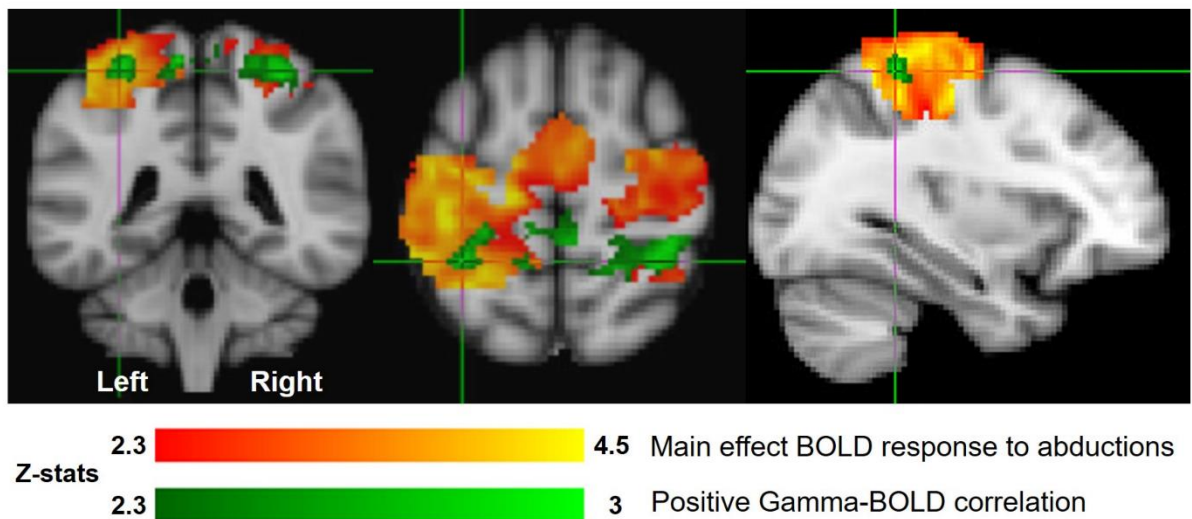 Left Right
2.3 4.5 Main effect BOLD response to abductions
Z-stats
2.3 3 Positive Gamma-BOLD correlation